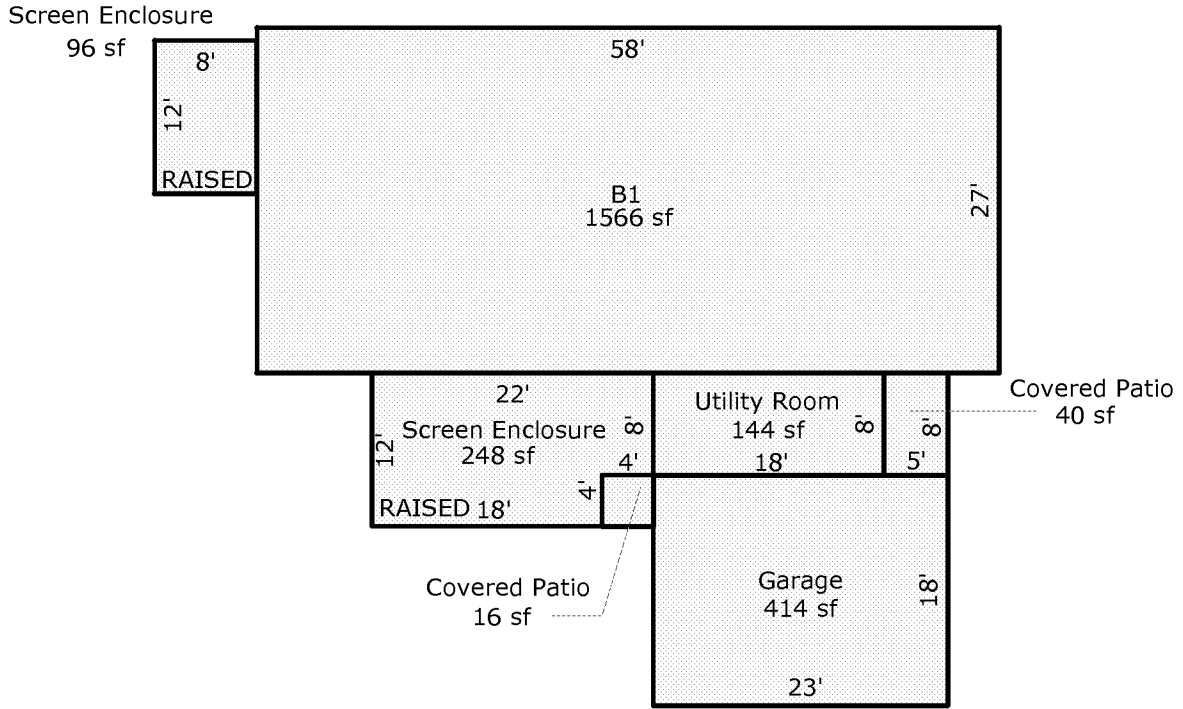 Screen Enclosure
96 sf
8'
12'
RAISED
58'
B1
1566 sf
27'
22'
Screen Enclosure
248 sf
12'
8'
4'
4'
RAISED 18'
Utility Room
144 sf
8'
18'
8'
5'
Covered Patio
40 sf
Covered Patio
16 sf
Garage
414 sf
18'
23'